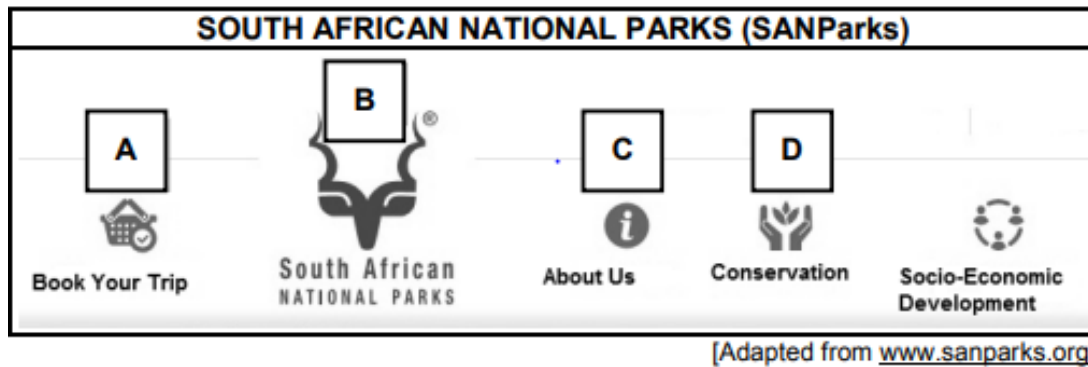 SOUTH AFRICAN NATIONAL PARKS (SANParks)
A
B
®
C
D
i
Book Your Trip
South African
NATIONAL PARKS
About Us
Conservation
Socio-Economic
Development
[Adapted from www.sanparks.org